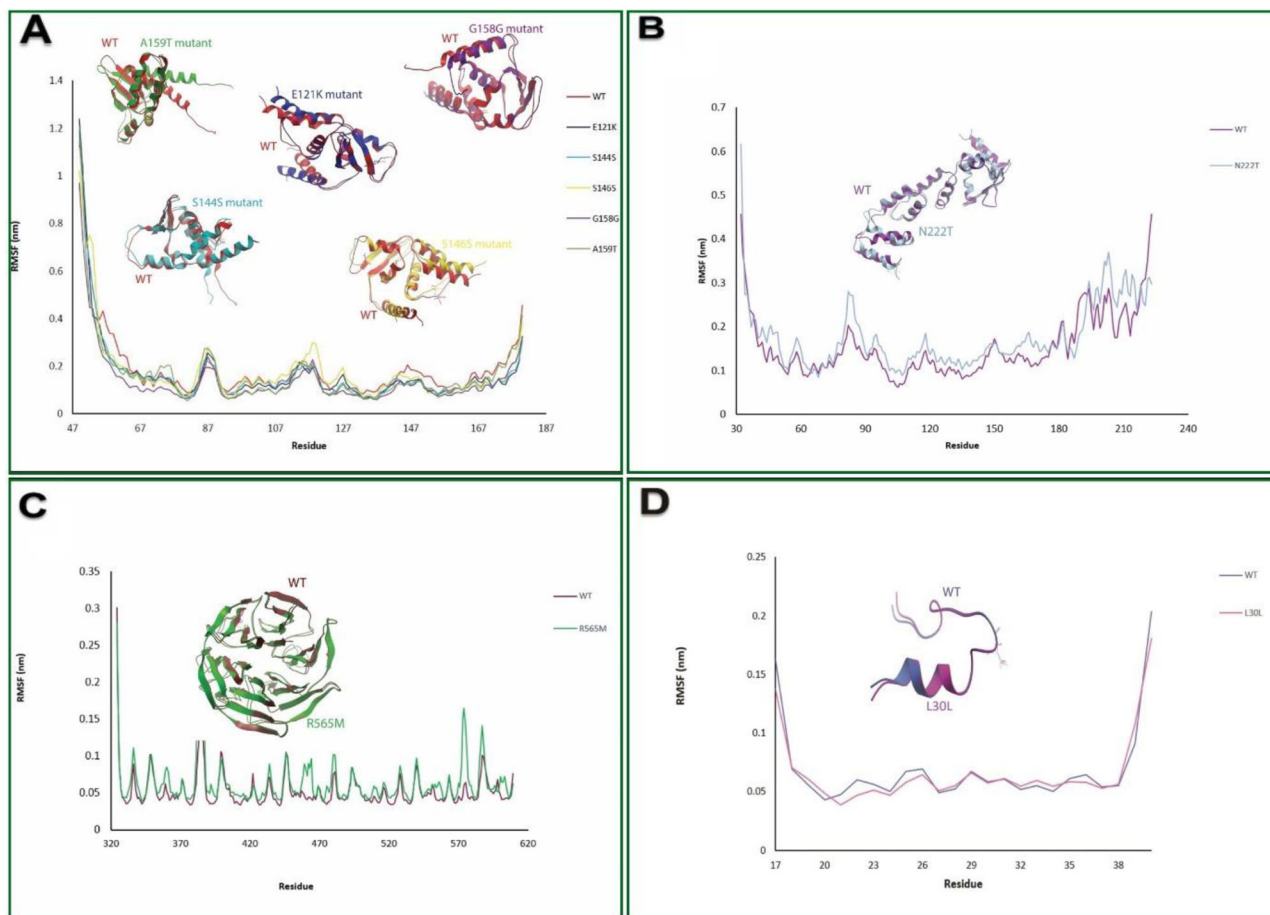 A
WT
A159T mutant
WT
G158G mutant
E121K mutant
WT
S144S mutant
WT
S146S mutant
WT
RMSF (nm)
1.4
1.2
1
0.8
0.6
0.4
0.2
0
47
67
87
107
127
147
167
187
Residue
WT
E121K
S144S
S146S
G158G
A159T
B
WT
N222T
RMSF (nm)
0.7
0.6
0.5
0.4
0.3
0.2
0.1
0
30
60
90
120
150
180
210
240
Residue
WT
N222T
C
WT
R565M
RMSF (nm)
0.35
0.3
0.25
0.2
0.15
0.1
0.05
0
320
370
420
470
520
570
620
Residue
WT
R565M
D
WT
L30L
RMSF (nm)
0.25
0.2
0.15
0.1
0.05
0
17
20
23
26
29
32
35
38
Residue
WT
L30L